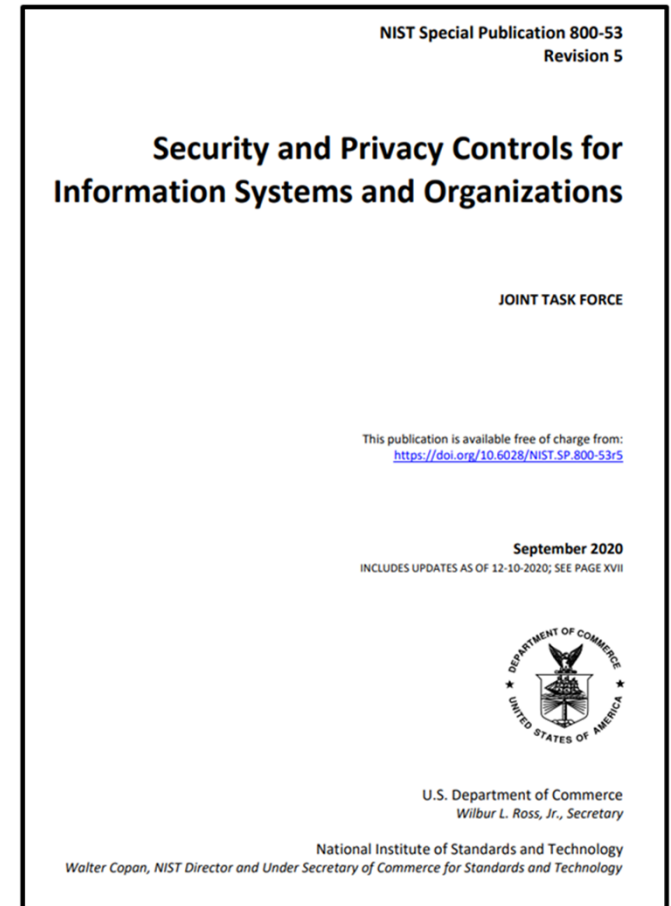 NIST Special Publication 800-53
Revision 5
Security and Privacy Controls for
Information Systems and Organizations
JOINT TASK FORCE
This publication is available free of charge from:
https://doi.org/10.6028/NIST.SP.800-53r5
September 2020
INCLUDES UPDATES AS OF 12-10-2020; SEE PAGE XVII
DEPARTMENT OF COMMERCE
UNITED STATES OF AMERICA
U.S. Department of Commerce
Wilbur L. Ross, Jr., Secretary
National Institute of Standards and Technology
Walter Copan, NIST Director and Under Secretary of Commerce for Standards and Technology